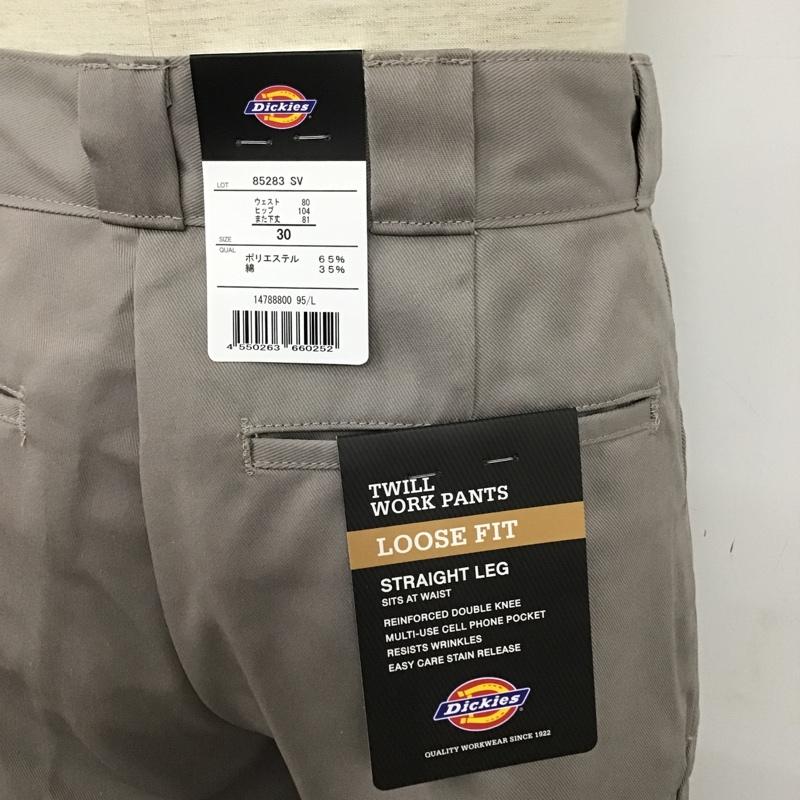 Dickies
LOT 85283 SV
ウェスト 80
ヒップ 104
また下丈 81
SIZE 30
QUAL
ポリエステル 65%
綿 35%
14788800 95/L
4 550263 660252
TWILL
WORK PANTS
LOOSE FIT
STRAIGHT LEG
SITS AT WAIST
REINFORCED DOUBLE KNEE
MULTI-USE CELL PHONE POCKET
RESISTS WRINKLES
EASY CARE STAIN RELEASE
Dickies
QUALITY WORKWEAR SINCE 1922